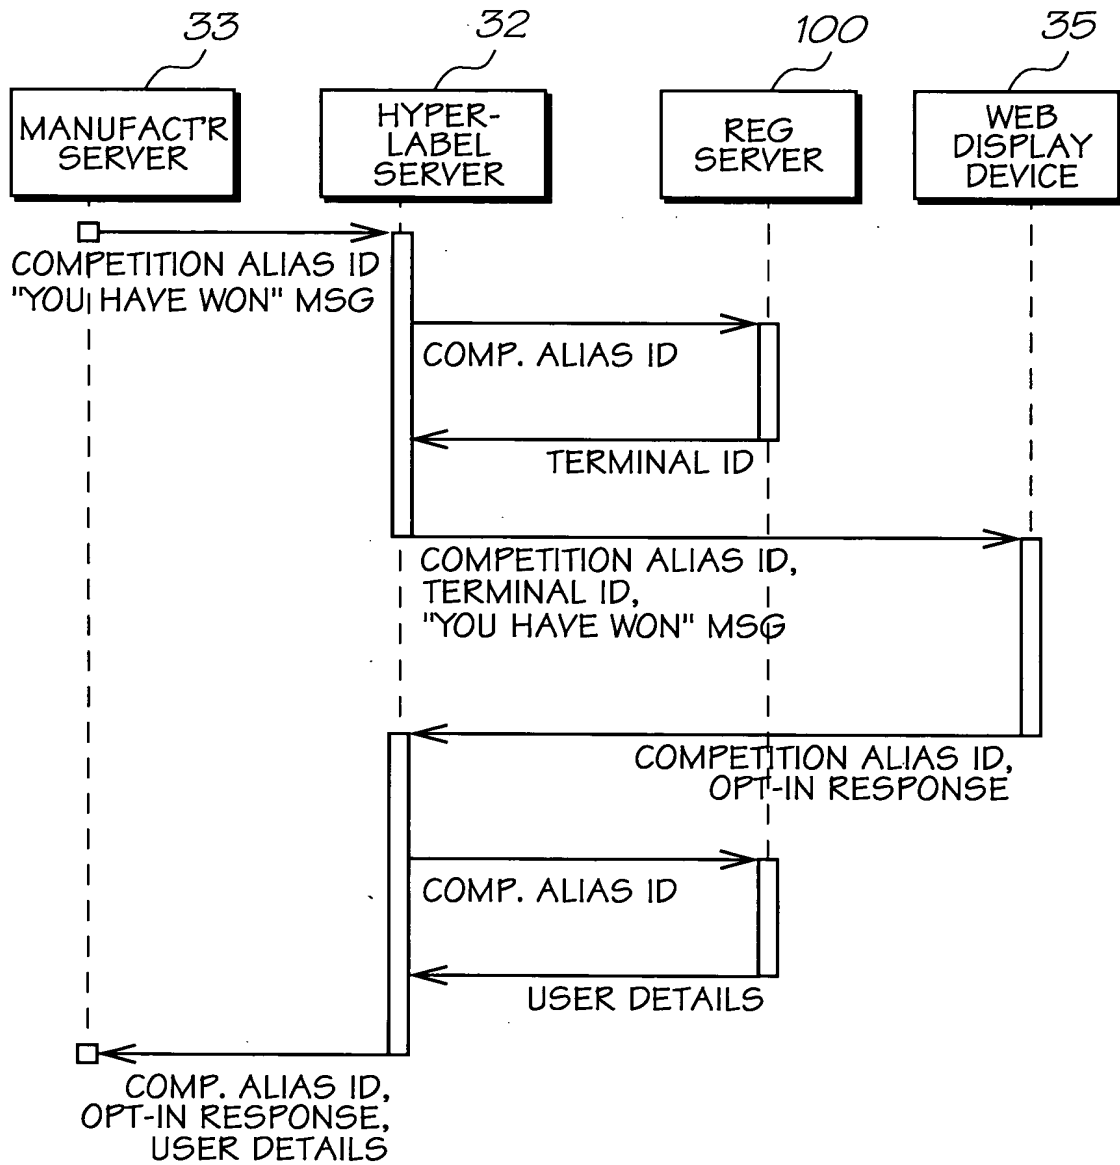 33
32
100
35
MANUFACT'R
SERVER
HYPER-
LABEL
SERVER
REG
SERVER
WEB
DISPLAY
DEVICE
COMPETITION ALIAS ID
"YOU HAVE WON" MSG
COMP. ALIAS ID
TERMINAL ID
COMPETITION ALIAS ID,
TERMINAL ID,
"YOU HAVE WON" MSG
COMPETITION ALIAS ID,
OPT-IN RESPONSE
COMP. ALIAS ID
USER DETAILS
COMP. ALIAS ID,
OPT-IN RESPONSE,
USER DETAILS